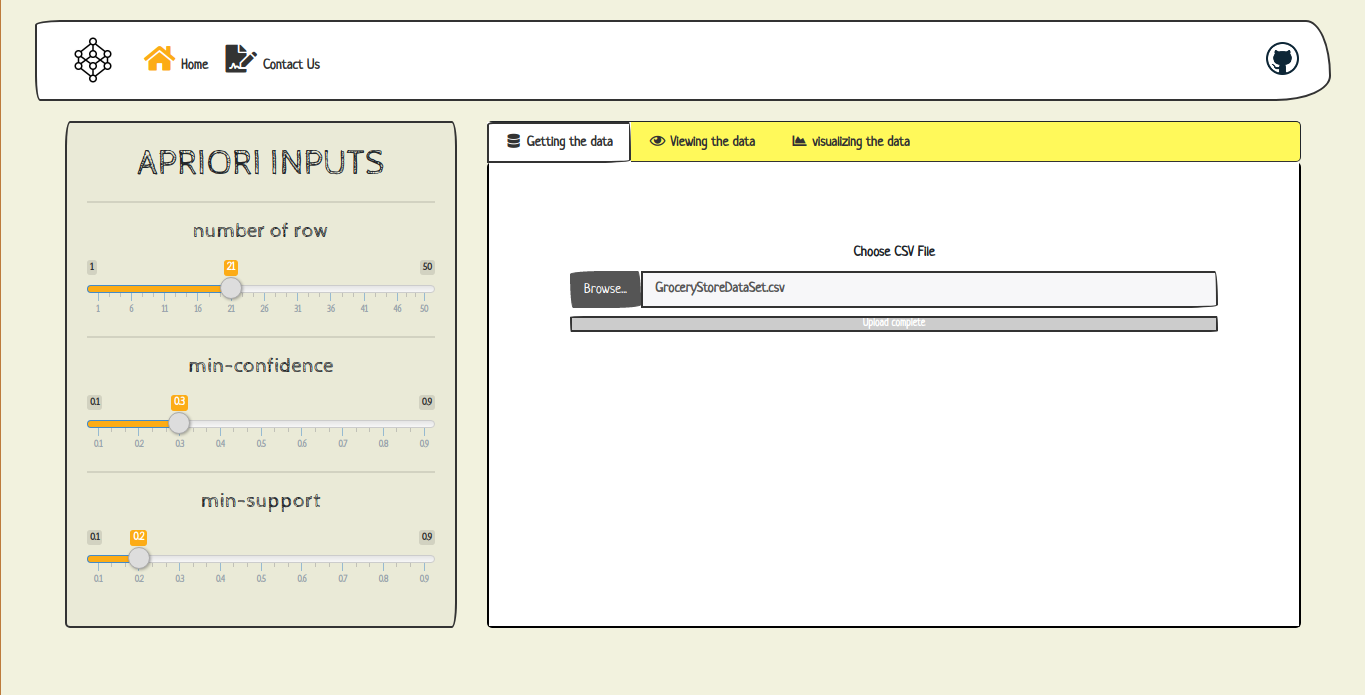 Home Contact Us
APRIORI INPUTS
number of row
1 21 50
1 6 11 16 21 26 31 36 41 46 50
min-confidence
0.1 0.3 0.9
0.1 0.2 0.3 0.4 0.5 0.6 0.7 0.8 0.9
min-support
0.1 0.2 0.9
0.1 0.2 0.3 0.4 0.5 0.6 0.7 0.8 0.9
Getting the data Viewing the data visualizing the data
Choose CSV File
Browse... GroceryStoreDataSet.csv
Upload complete